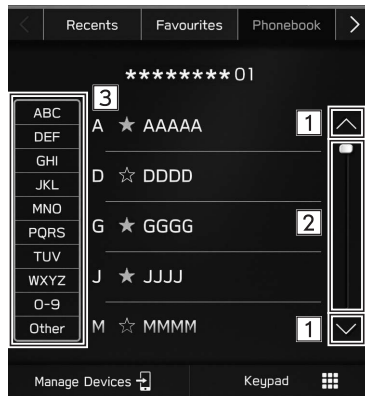 Recents Favourites Phonebook
********01
3
ABC
DEF
GHI
JKL
MNO
PQRS
TUV
WXYZ
0-9
Other
A ★ AAAAA 1
D ☆ DDDD
G ★ GGGG 2
J ★ JJJJ
M ☆ MMMM 1
Manage Devices Keypad